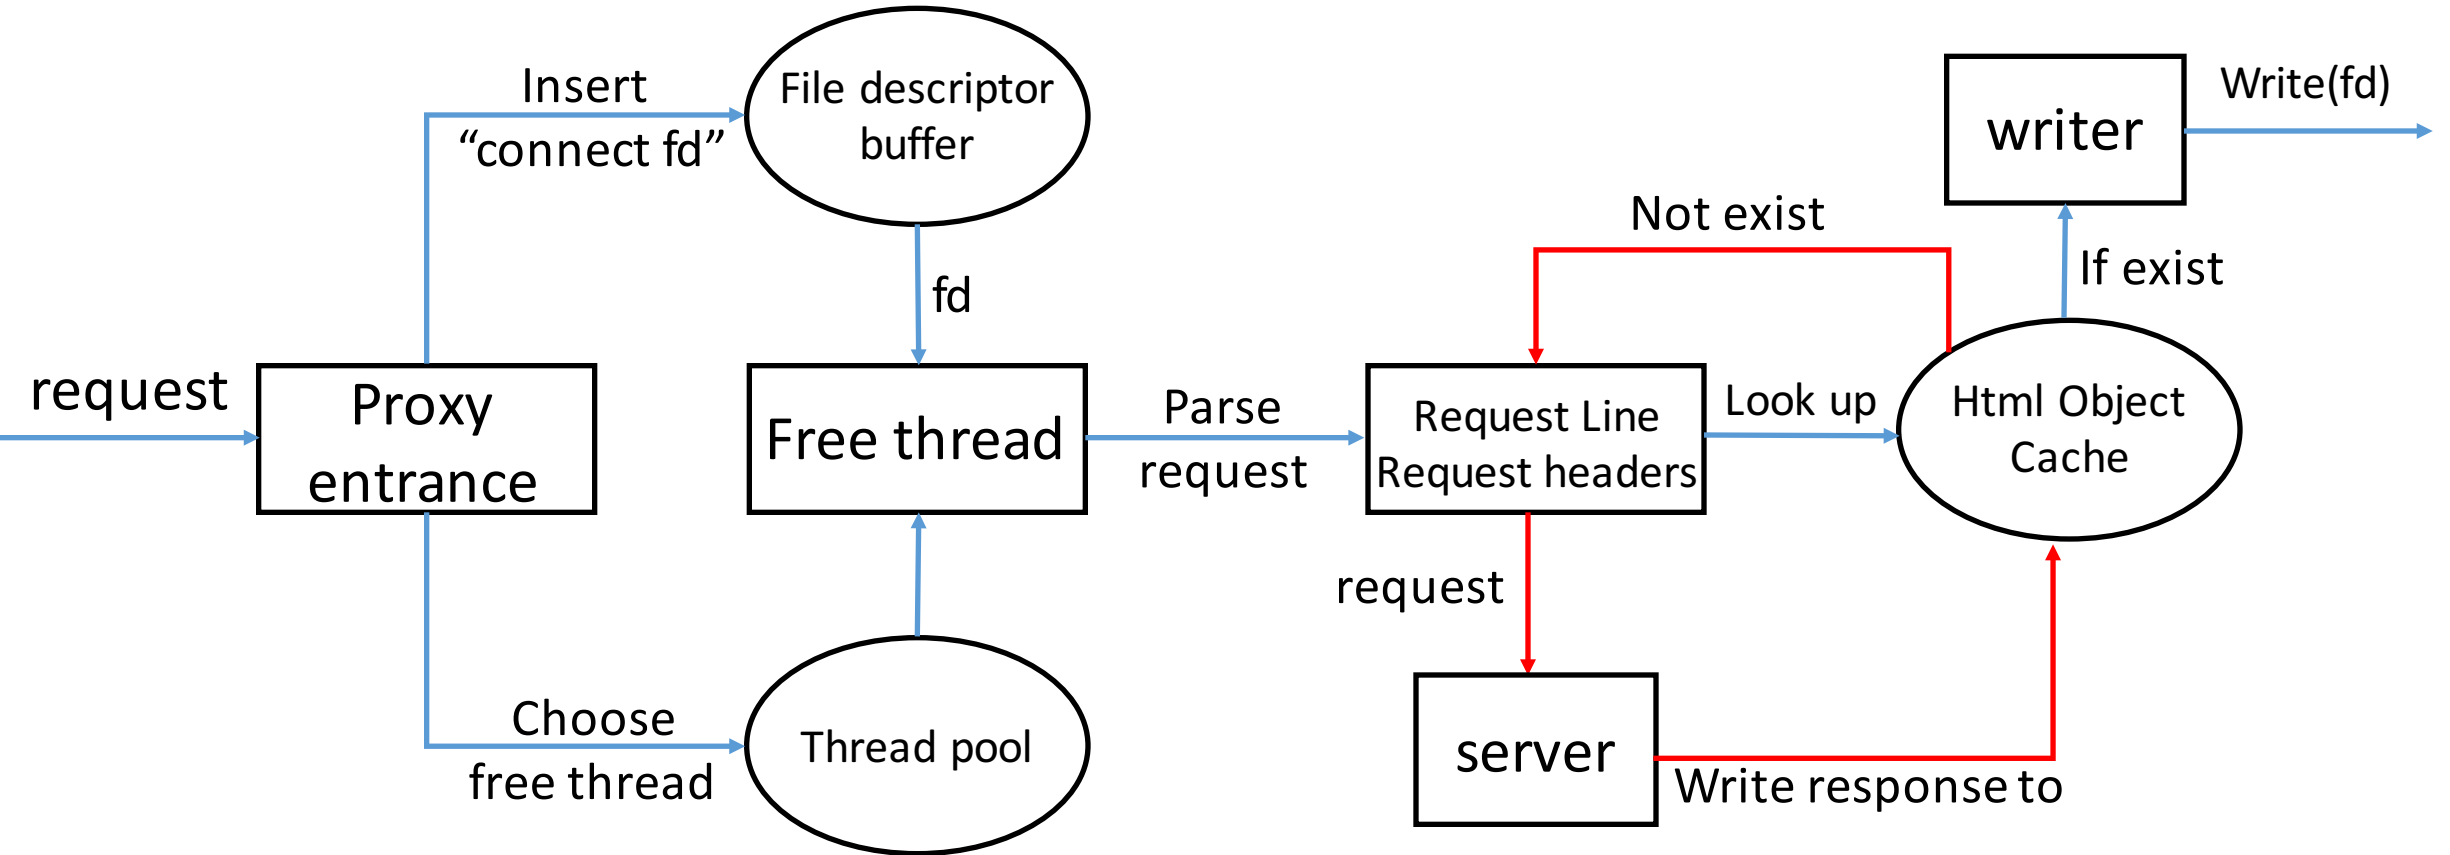 request
Proxy
entrance
Insert
“connect fd”
File descriptor
buffer
fd
Free thread
Choose
free thread
Thread pool
Parse
request
Request Line
Request headers
Look up
Not exist
Html Object
Cache
If exist
writer
Write(fd)
request
server
Write response to